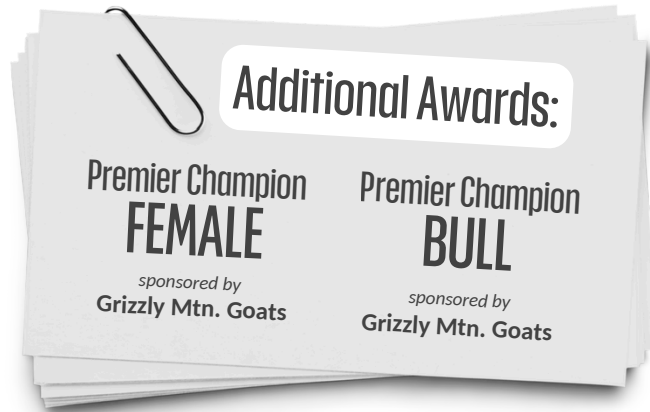 Additional Awards:
Premier Champion
FEMALE
sponsored by
Grizzly Mtn. Goats
Premier Champion
BULL
sponsored by
Grizzly Mtn. Goats